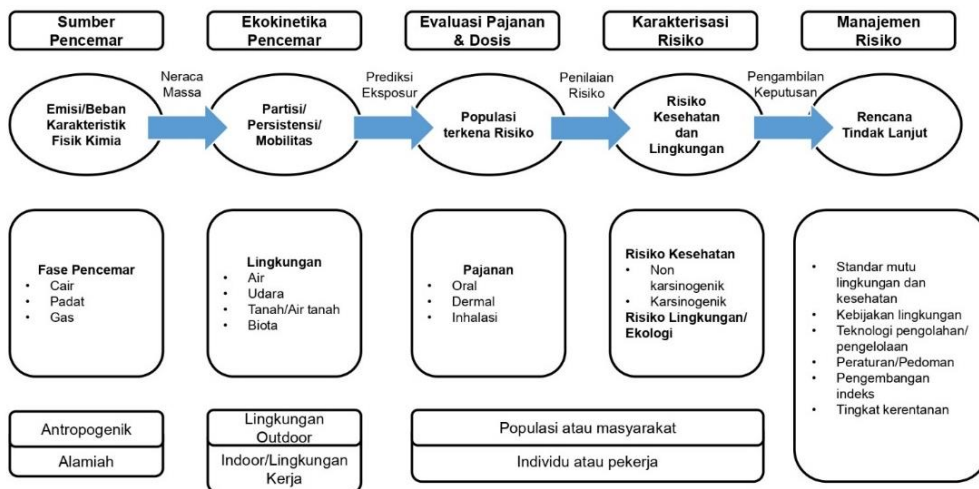 Sumber
Pencemar
Ekokinetika
Pencemar
Evaluasi Pajanan
& Dosis
Karakterisasi
Risiko
Manajemen
Risiko
Emisi/Beban
Karakteristik
Fisik Kimia
Neraca
Massa
Partisi/
Persistensi/
Mobilitas
Prediksi
Eksposur
Populasi
terkena Risiko
Penilaian
Risiko
Risiko
Kesehatan
dan
Lingkungan
Pengambilan
Keputusan
Rencana
Tindak Lanjut
Fase Pencemar
• Cair
• Padat
• Gas
Lingkungan
• Air
• Udara
• Tanah/Air tanah
• Biota
Pajanan
• Oral
• Dermal
• Inhalasi
Risiko Kesehatan
• Non
karsinogenik
• Karsinogenik
Risiko Lingkungan/
Ekologi
• Standar mutu
lingkungan dan
kesehatan
• Kebijakan lingkungan
• Teknologi pengolahan/
pengelolaan
• Peraturan/Pedoman
• Pengembangan
indeks
• Tingkat kerentanan
Antropogenik
Alamiah
Lingkungan
Outdoor
Indoor/Lingkungan
Kerja
Populasi atau masyarakat
Individu atau pekerja